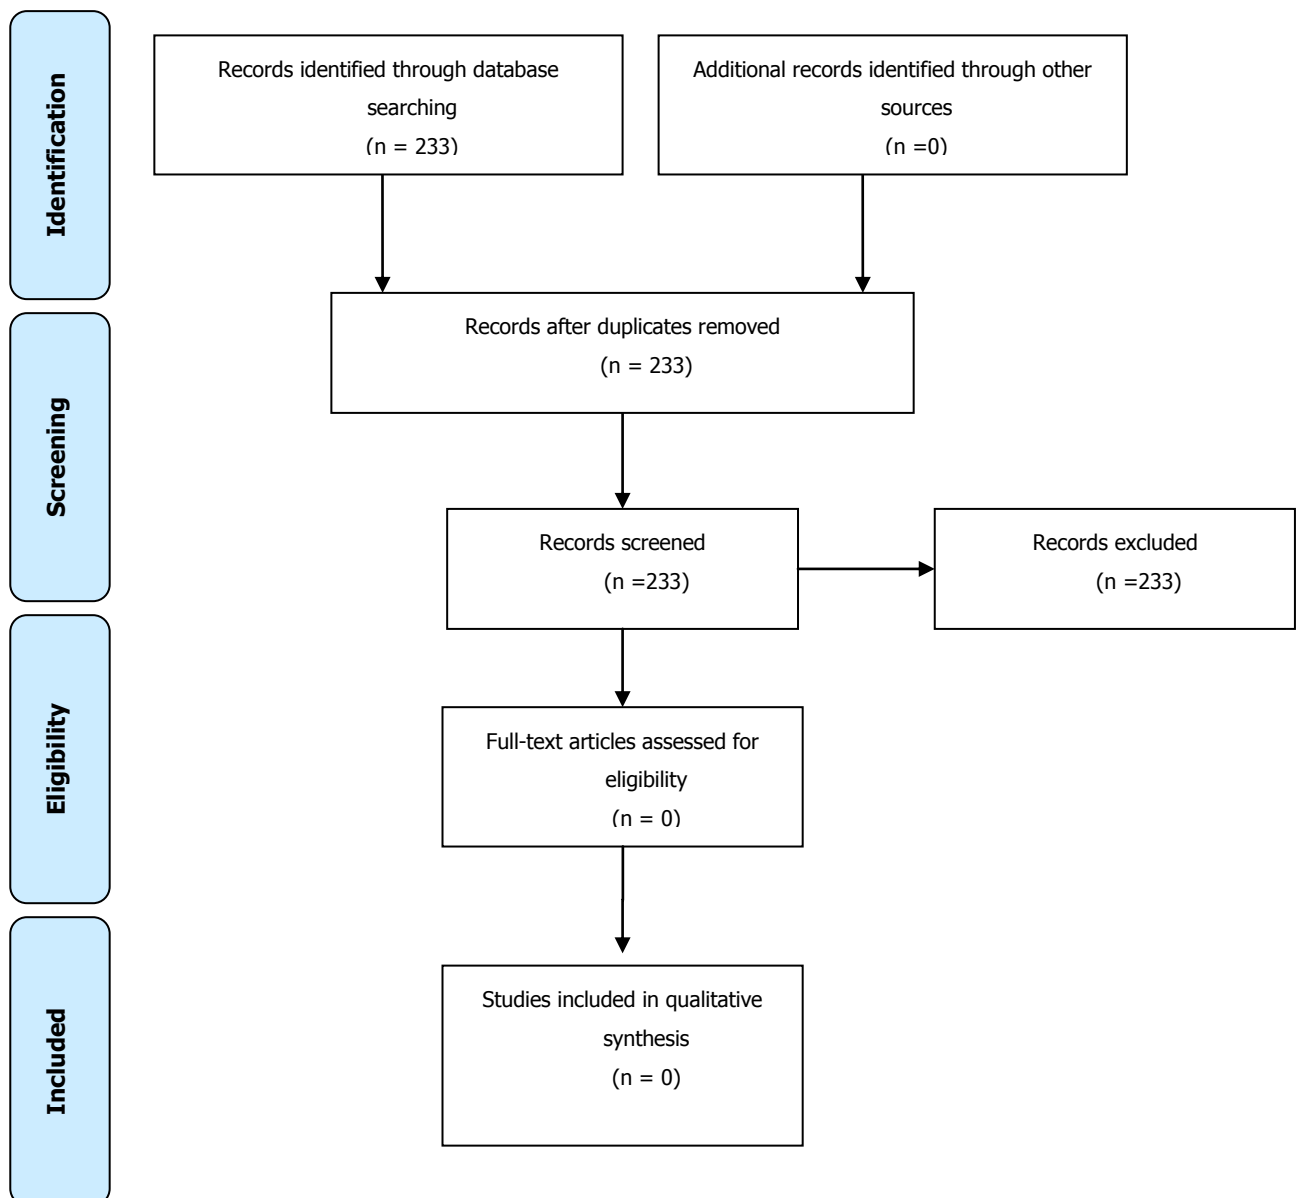 Identification
Records identified through database
searching
(n = 233)
Additional records identified through other
sources
(n =0)
Screening
Records after duplicates removed
(n = 233)
Records screened
(n =233)
Records excluded
(n =233)
Eligibility
Full-text articles assessed for
eligibility
(n = 0)
Included
Studies included in qualitative
synthesis
(n = 0)